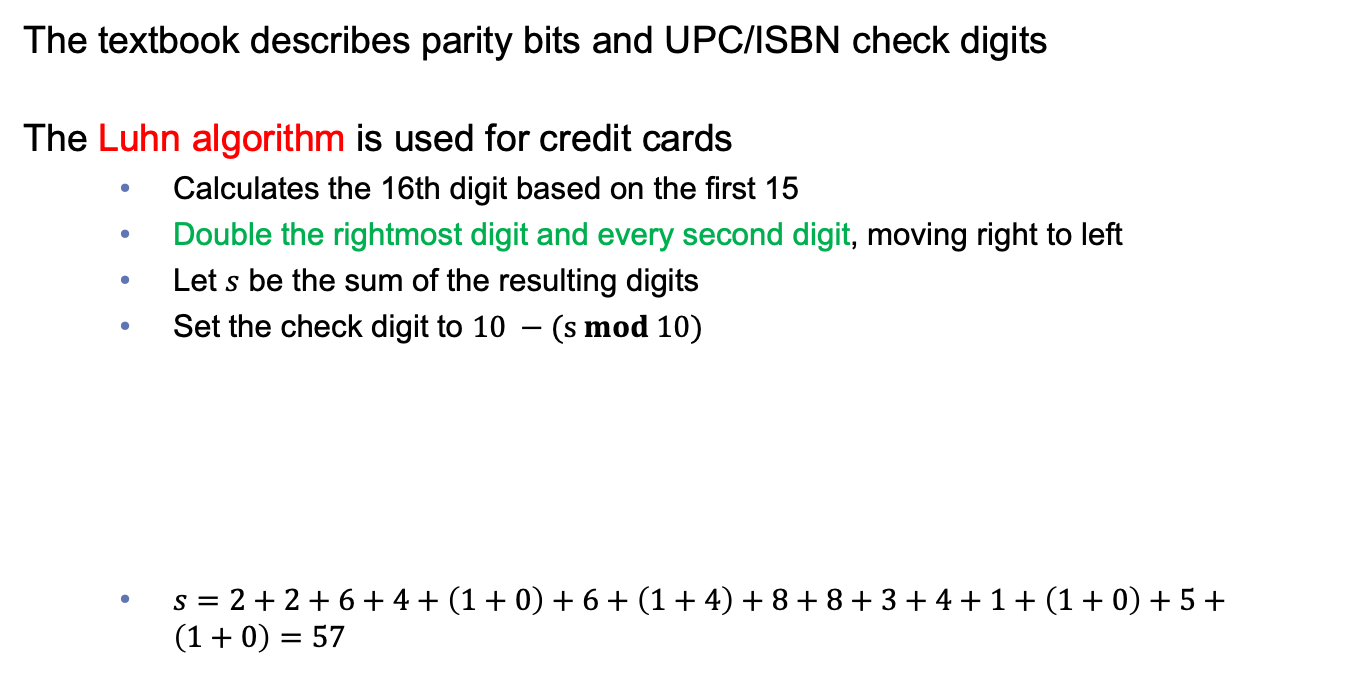 The textbook describes parity bits and UPC/ISBN check digits
The Luhn algorithm is used for credit cards
• Calculates the 16th digit based on the first 15
• Double the rightmost digit and every second digit, moving right to left
• Let s be the sum of the resulting digits
• Set the check digit to 10 − (s mod 10)
• s = 2 + 2 + 6 + 4 + (1 + 0) + 6 + (1 + 4) + 8 + 8 + 3 + 4 + 1 + (1 + 0) + 5 +
(1 + 0) = 57